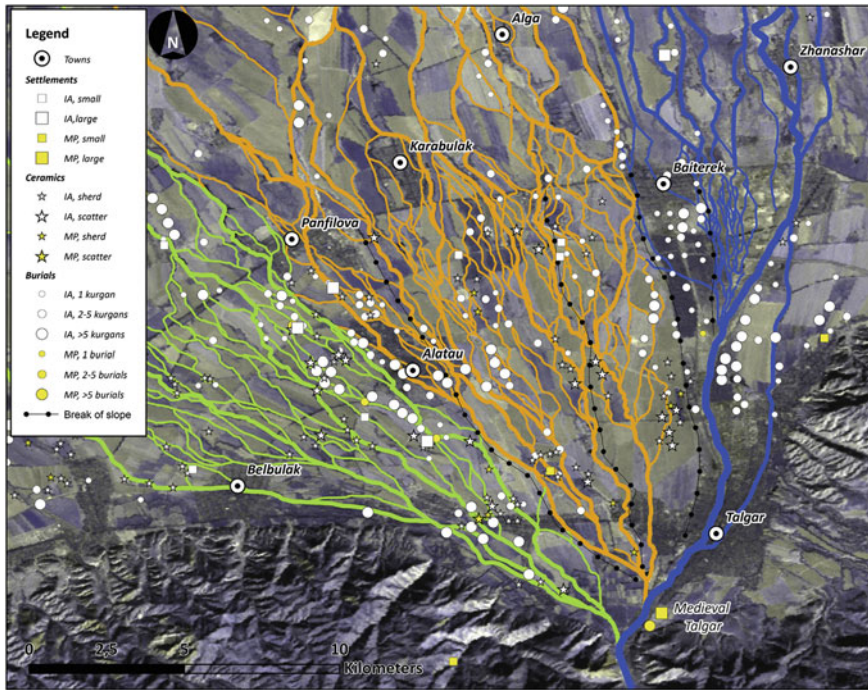 Legend
Towns
Settlements
IA, small
IA,large
MP, small
MP, large
Ceramics
IA, sherd
IA, scatter
MP, sherd
MP, scatter
Burials
IA, 1 kurgan
IA, 2-5 kurgans
IA, >5 kurgans
MP, 1 burial
MP, 2-5 burials
MP, >5 burials
Break of slope
N
Alga
Zhanashar
Karabulak
Baiterek
Panfilova
Alatau
Belbulak
Talgar
Medieval
Talgar
0 2,5 5 10
Kilometers